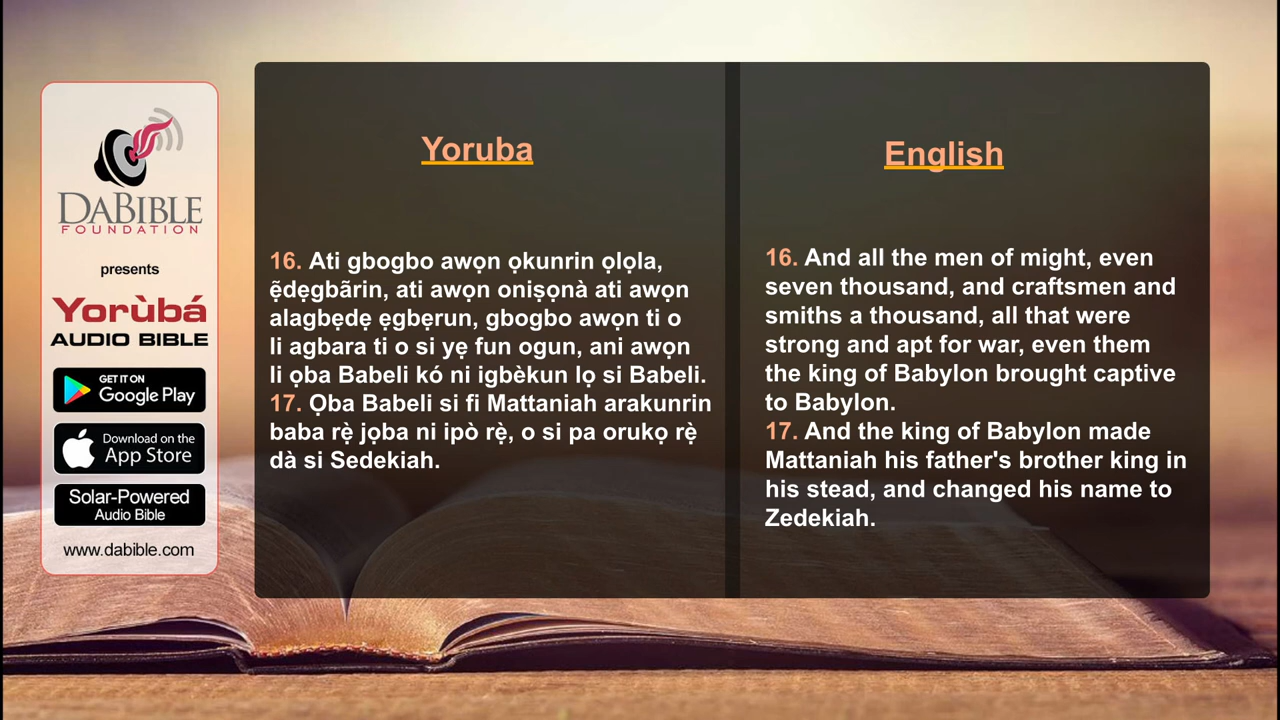 DABIBLE
FOUNDATION
presents
Yorùbá
AUDIO BIBLE
GET IT ON
Google Play
Download on the
App Store
Solar-Powered
Audio Bible
www.dabible.com
Yoruba
16. Ati gbogbo awọn ọkunrin ọlọla,
ẹ̃dẹgbãrin, ati awọn oniṣọnà ati awọn
alagbẹdẹ ẹgbẹrun, gbogbo awọn ti o
li agbara ti o si yẹ fun ogun, ani awọn
li ọba Babeli kó ni igbèkun lọ si Babeli.
17. Ọba Babeli si fi Mattaniah arakunrin
baba rẹ̀ jọba ni ipò rẹ̀, o si pa orukọ rẹ̀
dà si Sedekiah.
English
16. And all the men of might, even
seven thousand, and craftsmen and
smiths a thousand, all that were
strong and apt for war, even them
the king of Babylon brought captive
to Babylon.
17. And the king of Babylon made
Mattaniah his father's brother king in
his stead, and changed his name to
Zedekiah.